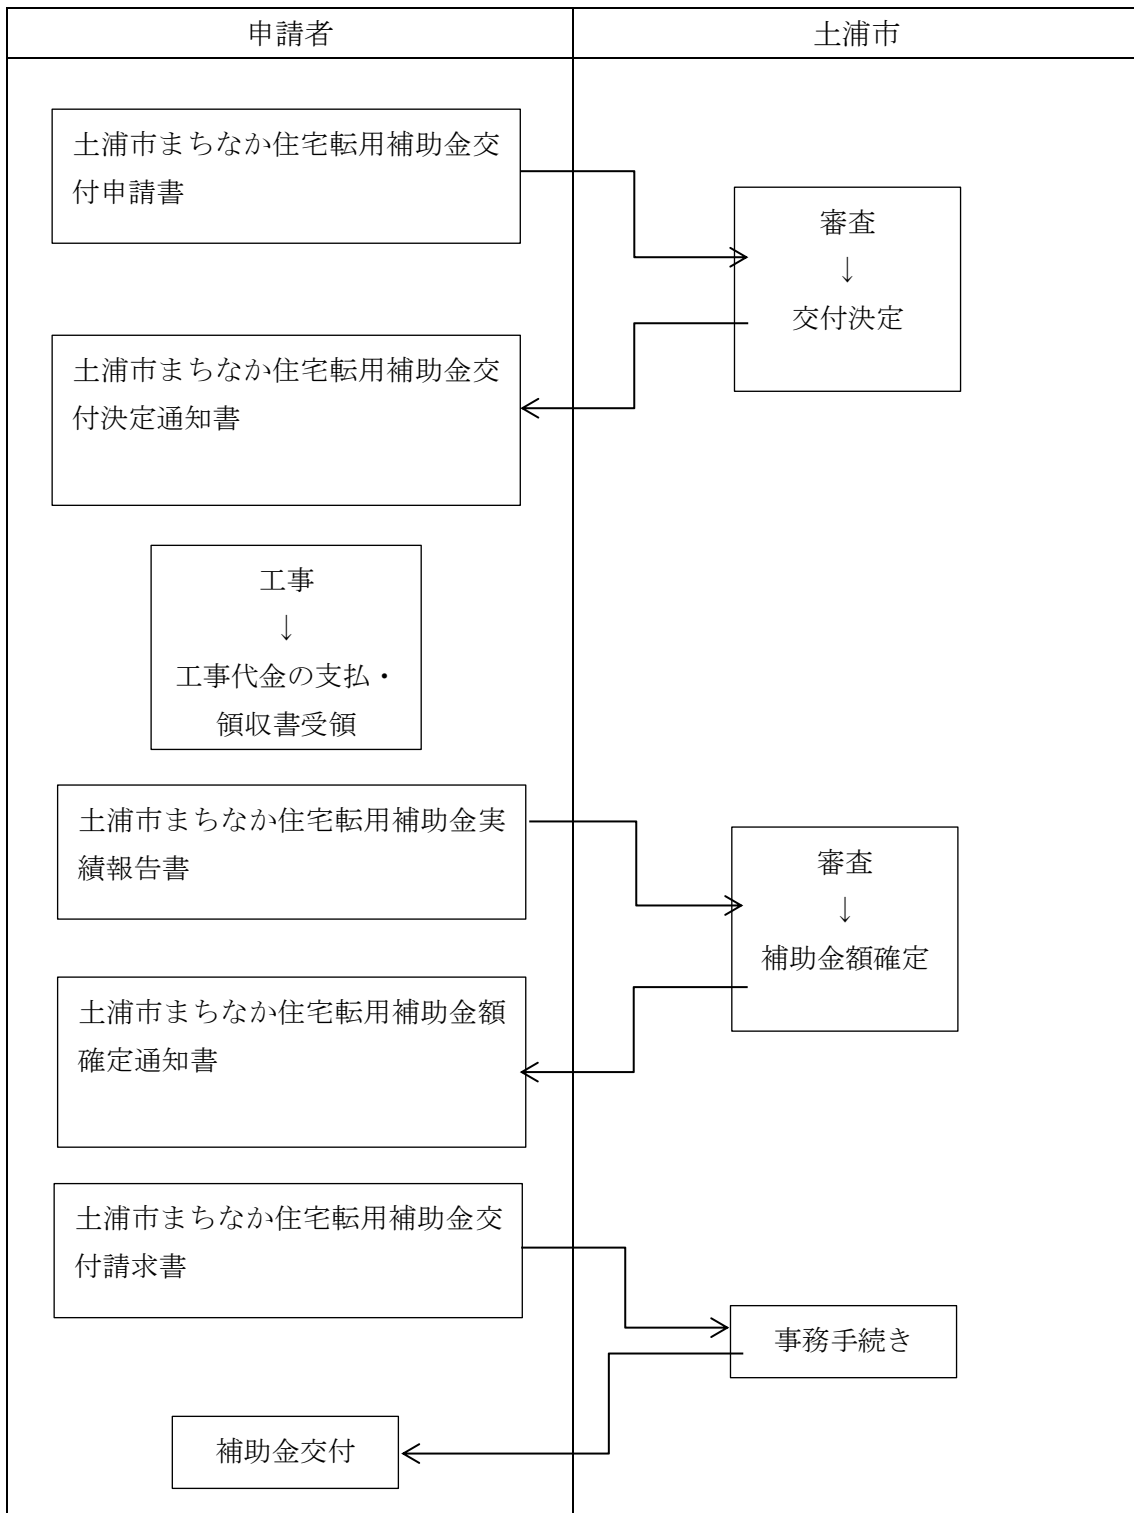 申請者
土浦市
土浦市まちなか住宅転用補助金交
付申請書
審査
↓
交付決定
土浦市まちなか住宅転用補助金交
付決定通知書
工事
↓
工事代金の支払・
領収書受領
土浦市まちなか住宅転用補助金実
績報告書
審査
↓
補助金額確定
土浦市まちなか住宅転用補助金額
確定通知書
土浦市まちなか住宅転用補助金交
付請求書
事務手続き
補助金交付